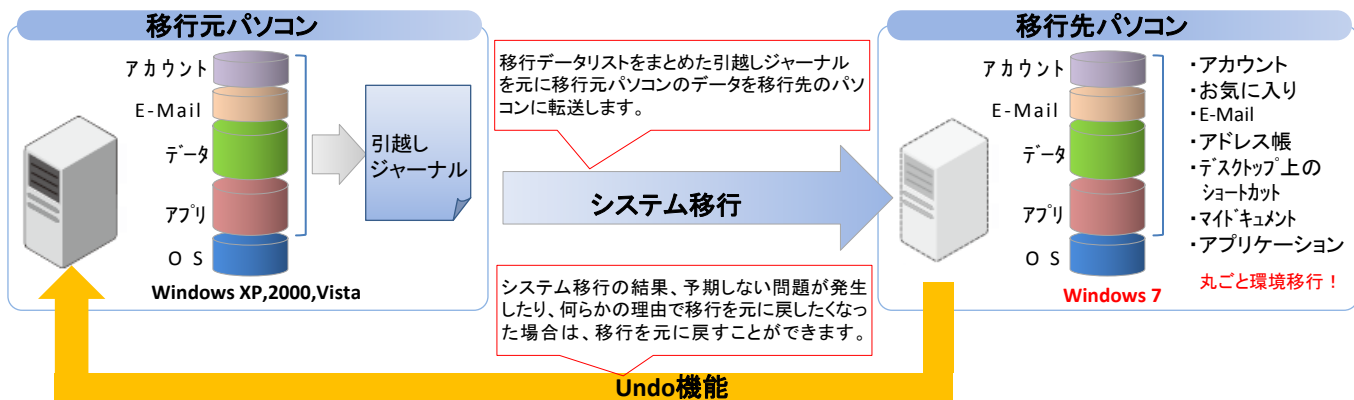 移行元パソコン
アカウント
E-Mail
データ
アプリ
ＯＳ
Windows XP,2000,Vista
引越し
ジャーナル
移行データリストをまとめた引越しジャーナル
を元に移行元パソコンのデータを移行先のパソ
コンに転送します。
システム移行
システム移行の結果、予期しない問題が発生
したり、何らかの理由で移行を元に戻したくなっ
た場合は、移行を元に戻すことができます。
移行先パソコン
アカウント
E-Mail
データ
アプリ
ＯＳ
Windows 7
・アカウント
・お気に入り
・E-Mail
・アドレス帳
・デスクトップ上の
ショートカット
・マイドキュメント
・アプリケーション
丸ごと環境移行！
Undo機能